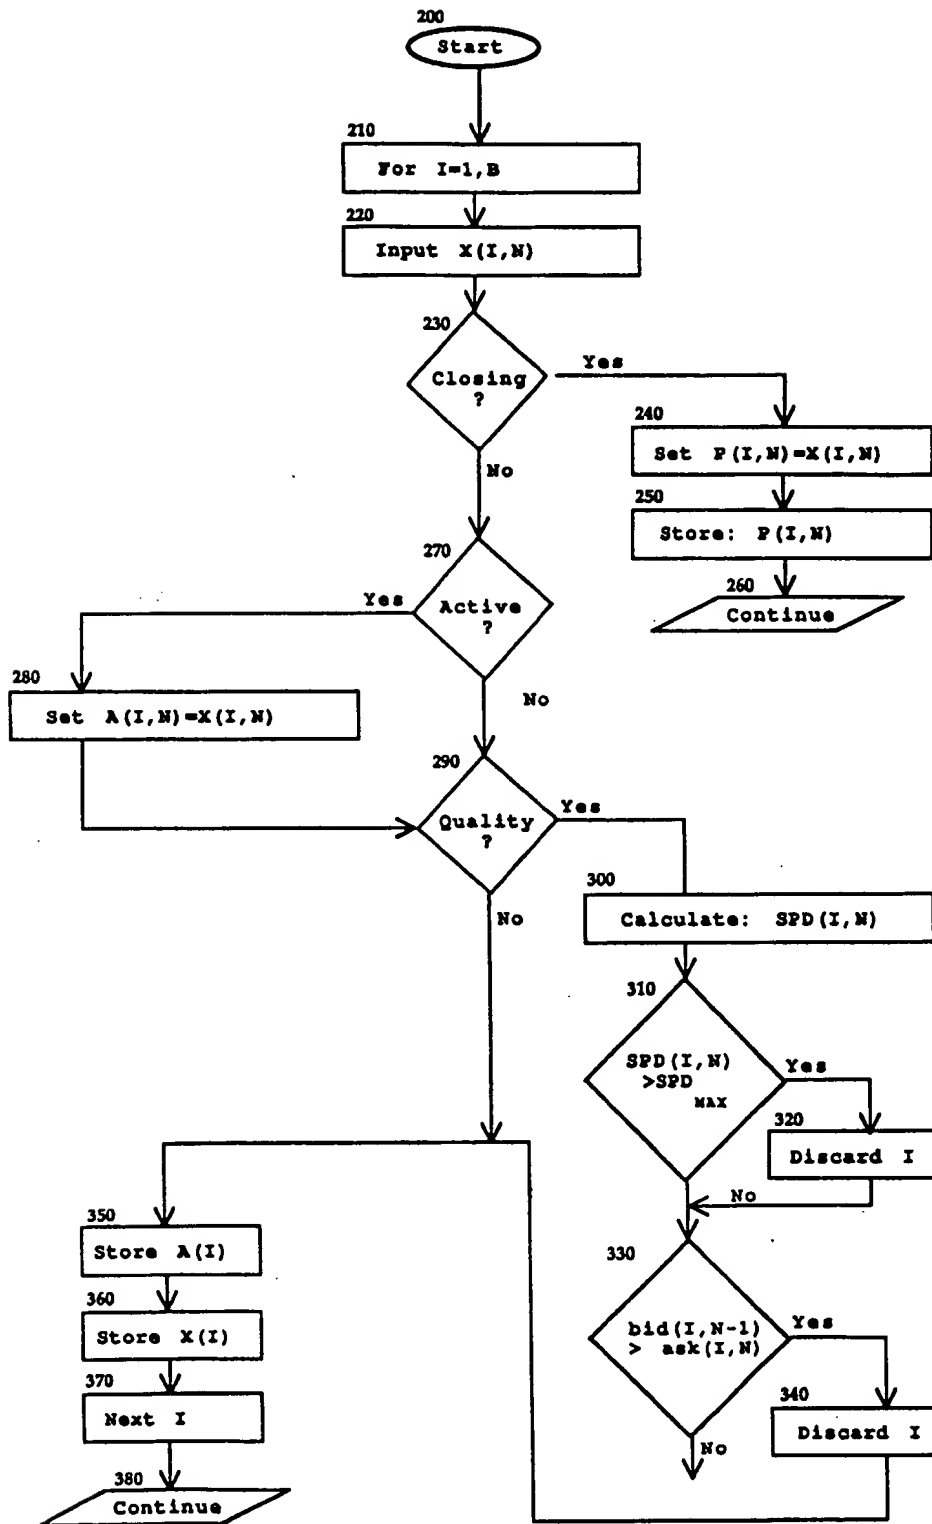 200
Start
210
For I=1,B
220
Input X(I,N)
230
Closing
?
Yes
No
240
Set P(I,N)=X(I,N)
250
Store: P(I,N)
260
Continue
270
Active
?
Yes
No
280
Set A(I,N)=X(I,N)
290
Quality
?
Yes
No
300
Calculate: SPD(I,N)
310
SPD(I,N)
>SPD
MAX
Yes
No
320
Discard I
330
bid(I,N-1)
> ask(I,N)
Yes
No
340
Discard I
350
Store A(I)
360
Store X(I)
370
Next I
380
Continue